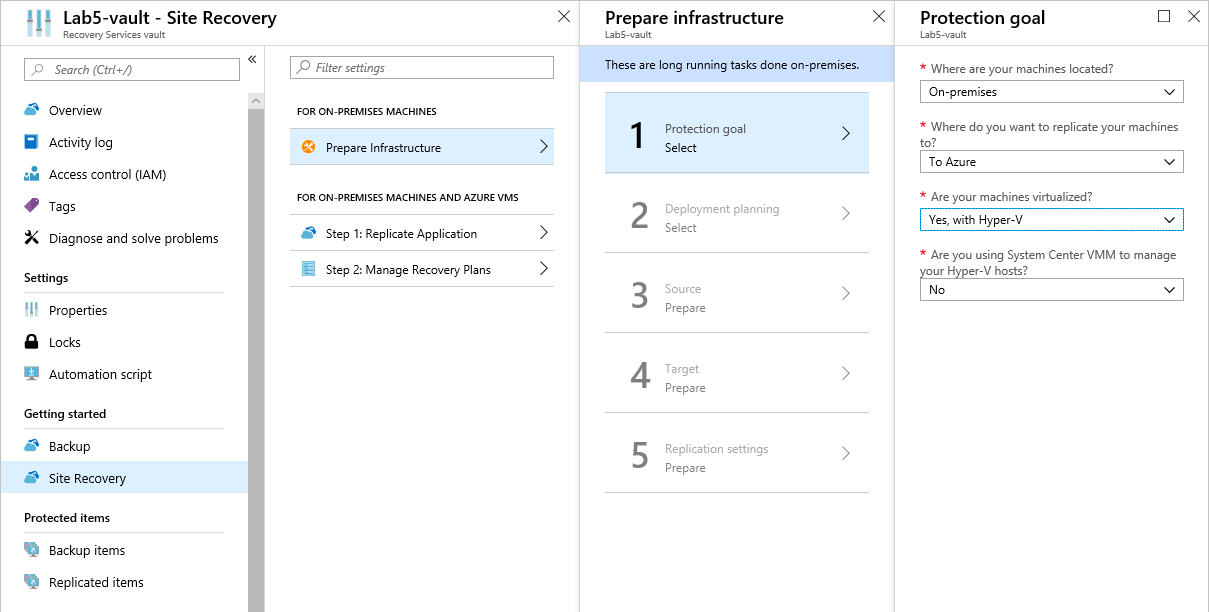 Lab5-vault - Site Recovery
Recovery Services vault
Search (Ctrl+/)
«
Overview
Activity log
Access control (IAM)
Tags
Diagnose and solve problems
Settings
Properties
Locks
Automation script
Getting started
Backup
Site Recovery
Protected items
Backup items
Replicated items
Filter settings
FOR ON-PREMISES MACHINES
Prepare Infrastructure
FOR ON-PREMISES MACHINES AND AZURE VMS
Step 1: Replicate Application
Step 2: Manage Recovery Plans
Prepare infrastructure
Lab5-vault
These are long running tasks done on-premises.
1
Protection goal
Select
2
Deployment planning
Select
3
Source
Prepare
4
Target
Prepare
5
Replication settings
Prepare
Protection goal
Lab5-vault
* Where are your machines located?
On-premises
* Where do you want to replicate your machines
to?
To Azure
* Are your machines virtualized?
Yes, with Hyper-V
* Are you using System Center VMM to manage
your Hyper-V hosts?
No